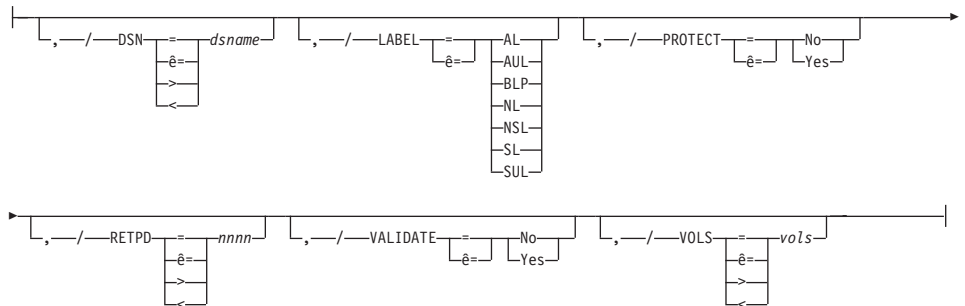 , / DSN = dsname , / LABEL = AL , / PROTECT = No
ê= ê= AUL ê= Yes
> BLP
< NL
NSL
SL
SUL
, / RETPD = nnnn , / VALIDATE = No , / VOLS = vols
ê= ê= Yes ê=
> >
< <